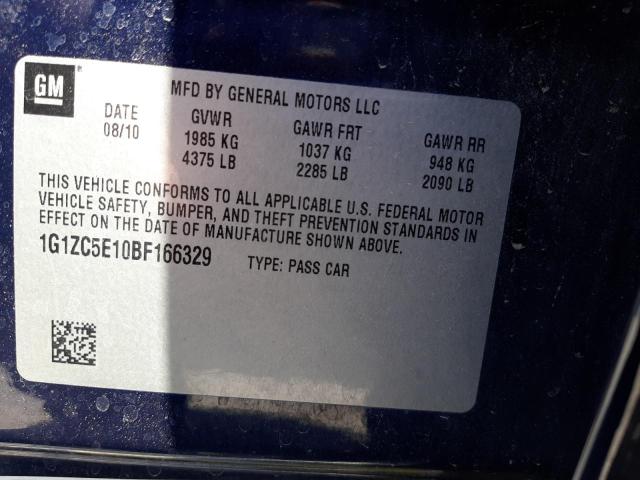 GM
MFD BY GENERAL MOTORS LLC
DATE GVWR GAWR FRT GAWR RR
08/10 1985 KG 1037 KG 948 KG
4375 LB 2285 LB 2090 LB
THIS VEHICLE CONFORMS TO ALL APPLICABLE U.S. FEDERAL MOTOR
VEHICLE SAFETY, BUMPER, AND THEFT PREVENTION STANDARDS IN
EFFECT ON THE DATE OF MANUFACTURE SHOWN ABOVE.
1G1ZC5E10BF166329 TYPE: PASS CAR